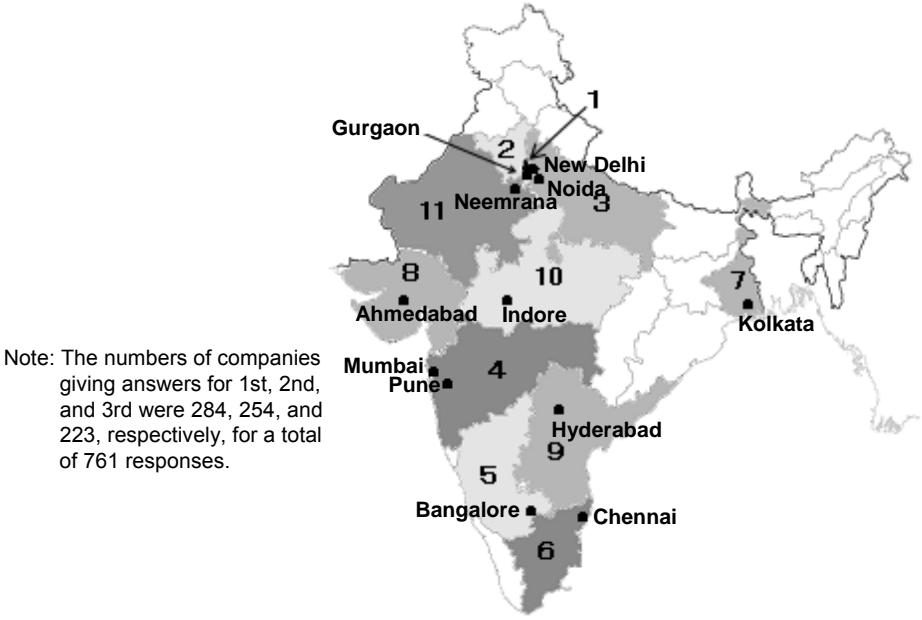 1
Gurgaon
2
New Delhi
Noida
Neemrana
3
11
8
10
7
Ahmedabad
Indore
Kolkata
Note: The numbers of companies
giving answers for 1st, 2nd,
and 3rd were 284, 254, and
223, respectively, for a total
of 761 responses.
Mumbai
4
Pune
Hyderabad
9
5
Bangalore
Chennai
6